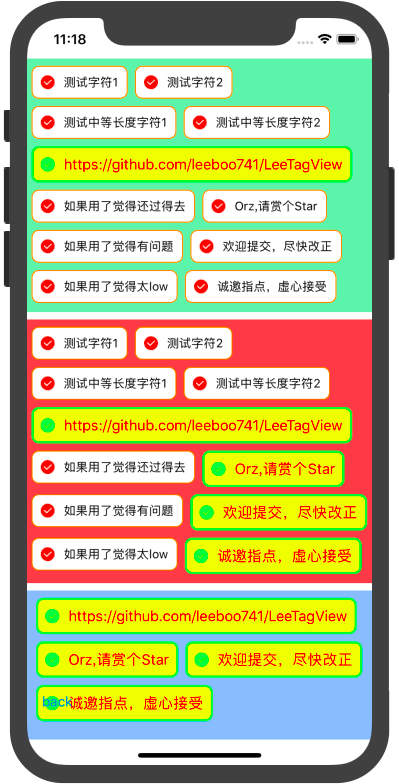 11:18
测试字符1 测试字符2
测试中等长度字符1 测试中等长度字符2
https://github.com/leeboo741/LeeTagView
如果用了觉得还过得去 Orz,请赏个Star
如果用了觉得有问题 欢迎提交，尽快改正
如果用了觉得太low 诚邀指点，虚心接受
测试字符1 测试字符2
测试中等长度字符1 测试中等长度字符2
https://github.com/leeboo741/LeeTagView
如果用了觉得还过得去 Orz,请赏个Star
如果用了觉得有问题 欢迎提交，尽快改正
如果用了觉得太low 诚邀指点，虚心接受
https://github.com/leeboo741/LeeTagView
Orz,请赏个Star 欢迎提交，尽快改正
back 诚邀指点，虚心接受